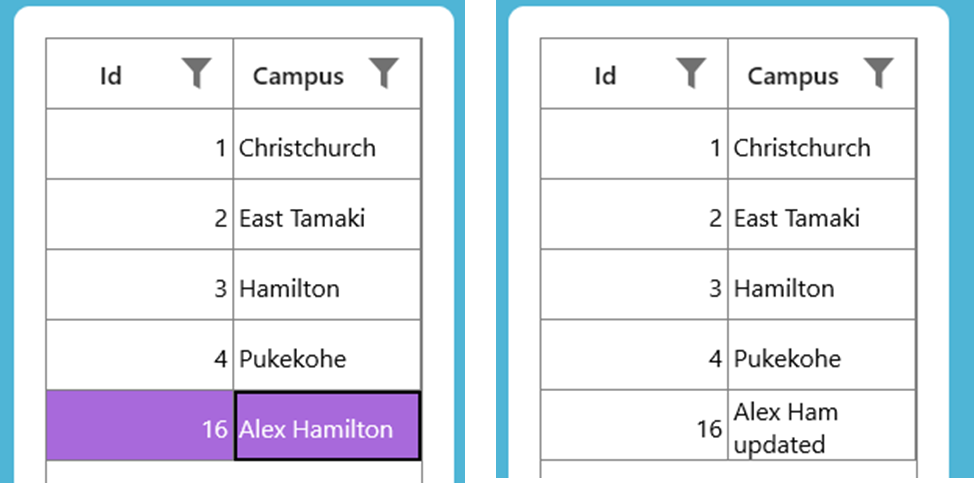 Id Campus
1 Christchurch
2 East Tamaki
3 Hamilton
4 Pukekohe
16 Alex Hamilton
Id Campus
1 Christchurch
2 East Tamaki
3 Hamilton
4 Pukekohe
16 Alex Ham
updated